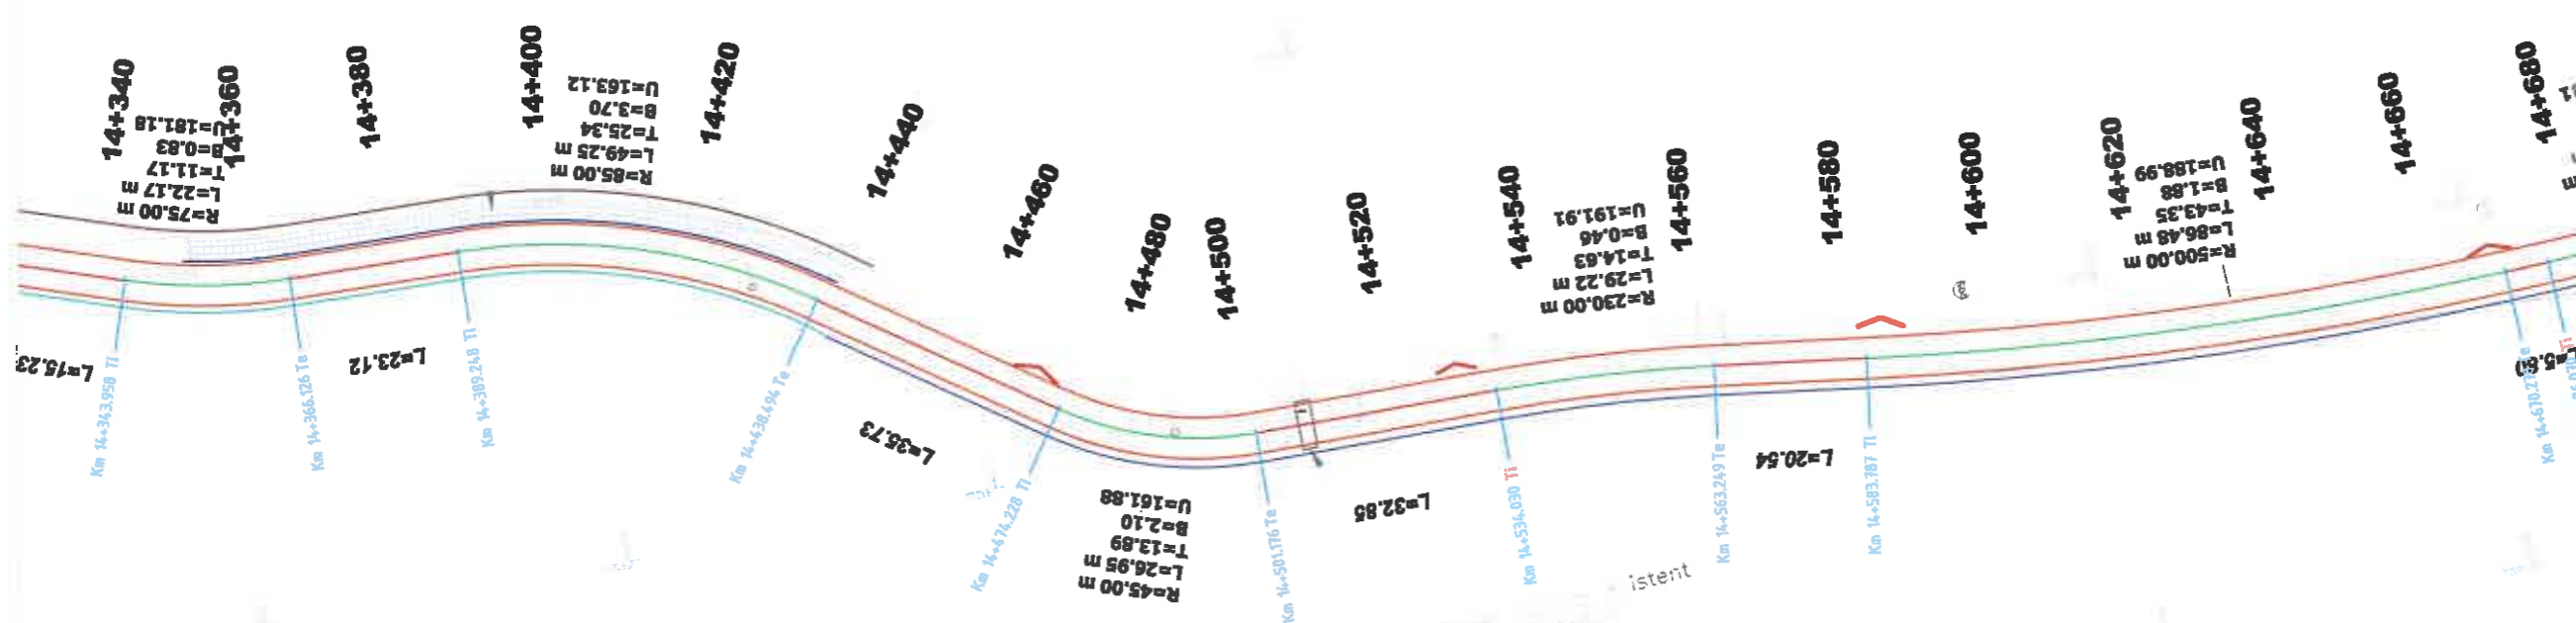 14+340
14+360
14+380
14+400
14+420
14+440
14+460
14+480
14+500
14+520
14+540
14+560
14+580
14+600
14+620
14+640
14+660
14+680
R=75.00 m
L=22.17 m
T=11.17
B=0.83
U=181.18
R=85.00 m
L=49.25 m
T=25.34
B=3.70
U=163.12
R=45.00 m
L=26.95 m
T=13.89
B=2.10
U=161.88
R=230.00 m
L=29.22 m
T=14.63
B=0.46
U=191.91
R=500.00 m
L=86.48 m
T=43.35
B=1.88
U=188.99
L=15.23
L=23.12
L=35.73
L=32.85
L=20.54
Km 14+343.958 Ti
Km 14+366.126 Te
Km 14+389.248 Ti
Km 14+438.494 Te
Km 14+474.228 Ti
Km 14+501.176 Te
Km 14+534.030 Ti
Km 14+563.249 Te
Km 14+583.787 Ti
istent